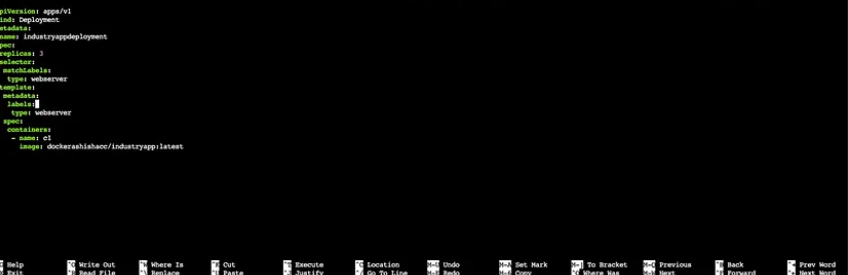 piVersion: apps/v1
ind: Deployment
etadata:
name: industryappdeployment
pec:
replicas: 3
selector:
matchLabels:
type: webserver
template:
metadata:
labels:
type: webserver
spec:
containers:
- name: c1
image: dockerashishacc/industryapp:latest
Help ^O Write Out ^W Where Is ^K Cut ^T Execute ^C Location M-U Undo M-A Set Mark M-] To Bracket M-Q Previous ^B Back Prev Word
Exit ^R Read File ^\ Replace Paste Justify Go To Line M-E Redo Copy Where Was Next ^F Forward Next Word